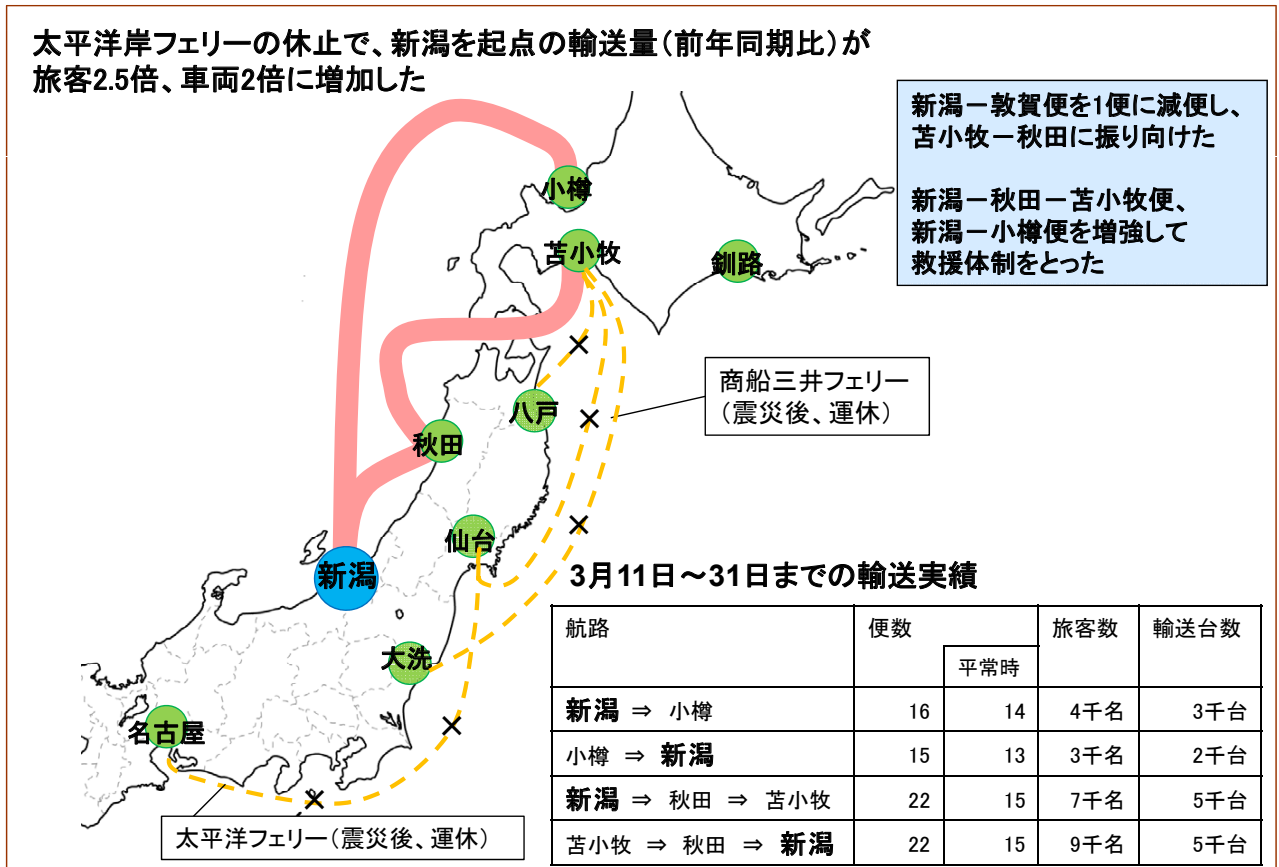 太平洋岸フェリーの休止で、新潟を起点の輸送量（前年同期比）が
旅客2.5倍、車両2倍に増加した
新潟－敦賀便を1便に減便し、
苫小牧－秋田に振り向けた
新潟－秋田－苫小牧便、
新潟－小樽便を増強して
救援体制をとった
小樽
苫小牧
釧路
商船三井フェリー
（震災後、運休）
八戸
秋田
仙台
新潟
大洗
名古屋
太平洋フェリー（震災後、運休）
3月11日～31日までの輸送実績
航路 便数 旅客数 輸送台数
平常時
新潟 ⇒ 小樽 16 14 4千名 3千台
小樽 ⇒ 新潟 15 13 3千名 2千台
新潟 ⇒ 秋田 ⇒ 苫小牧 22 15 7千名 5千台
苫小牧 ⇒ 秋田 ⇒ 新潟 22 15 9千名 5千台